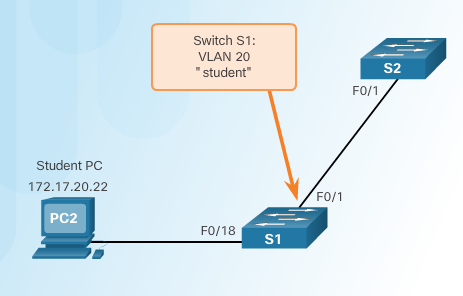 Switch S1:
VLAN 20
"student"
S2
F0/1
Student PC
172.17.20.22
PC2
F0/1
F0/18
S1